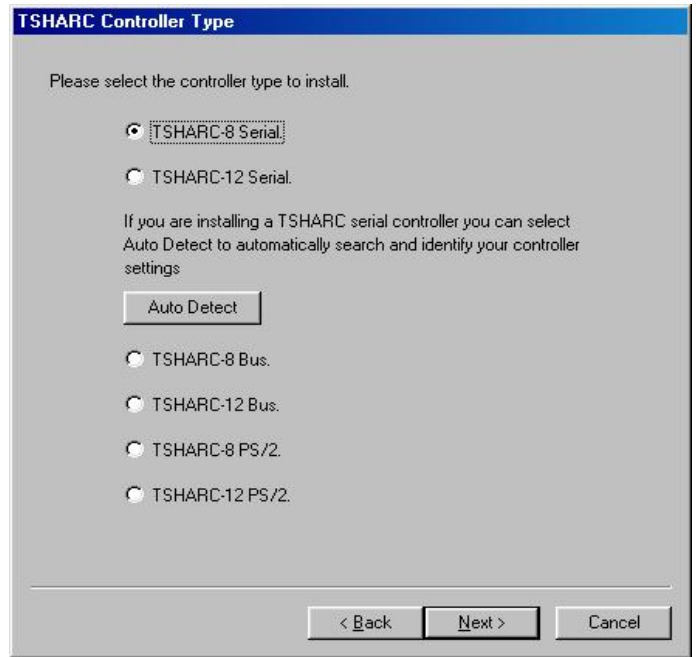 TSHARC Controller Type
Please select the controller type to install.
TSHARC-8 Serial.
TSHARC-12 Serial.
If you are installing a TSHARC serial controller you can select
Auto Detect to automatically search and identify your controller
settings
Auto Detect
TSHARC-8 Bus.
TSHARC-12 Bus.
TSHARC-8 PS/2.
TSHARC-12 PS/2.
< Back
Next >
Cancel